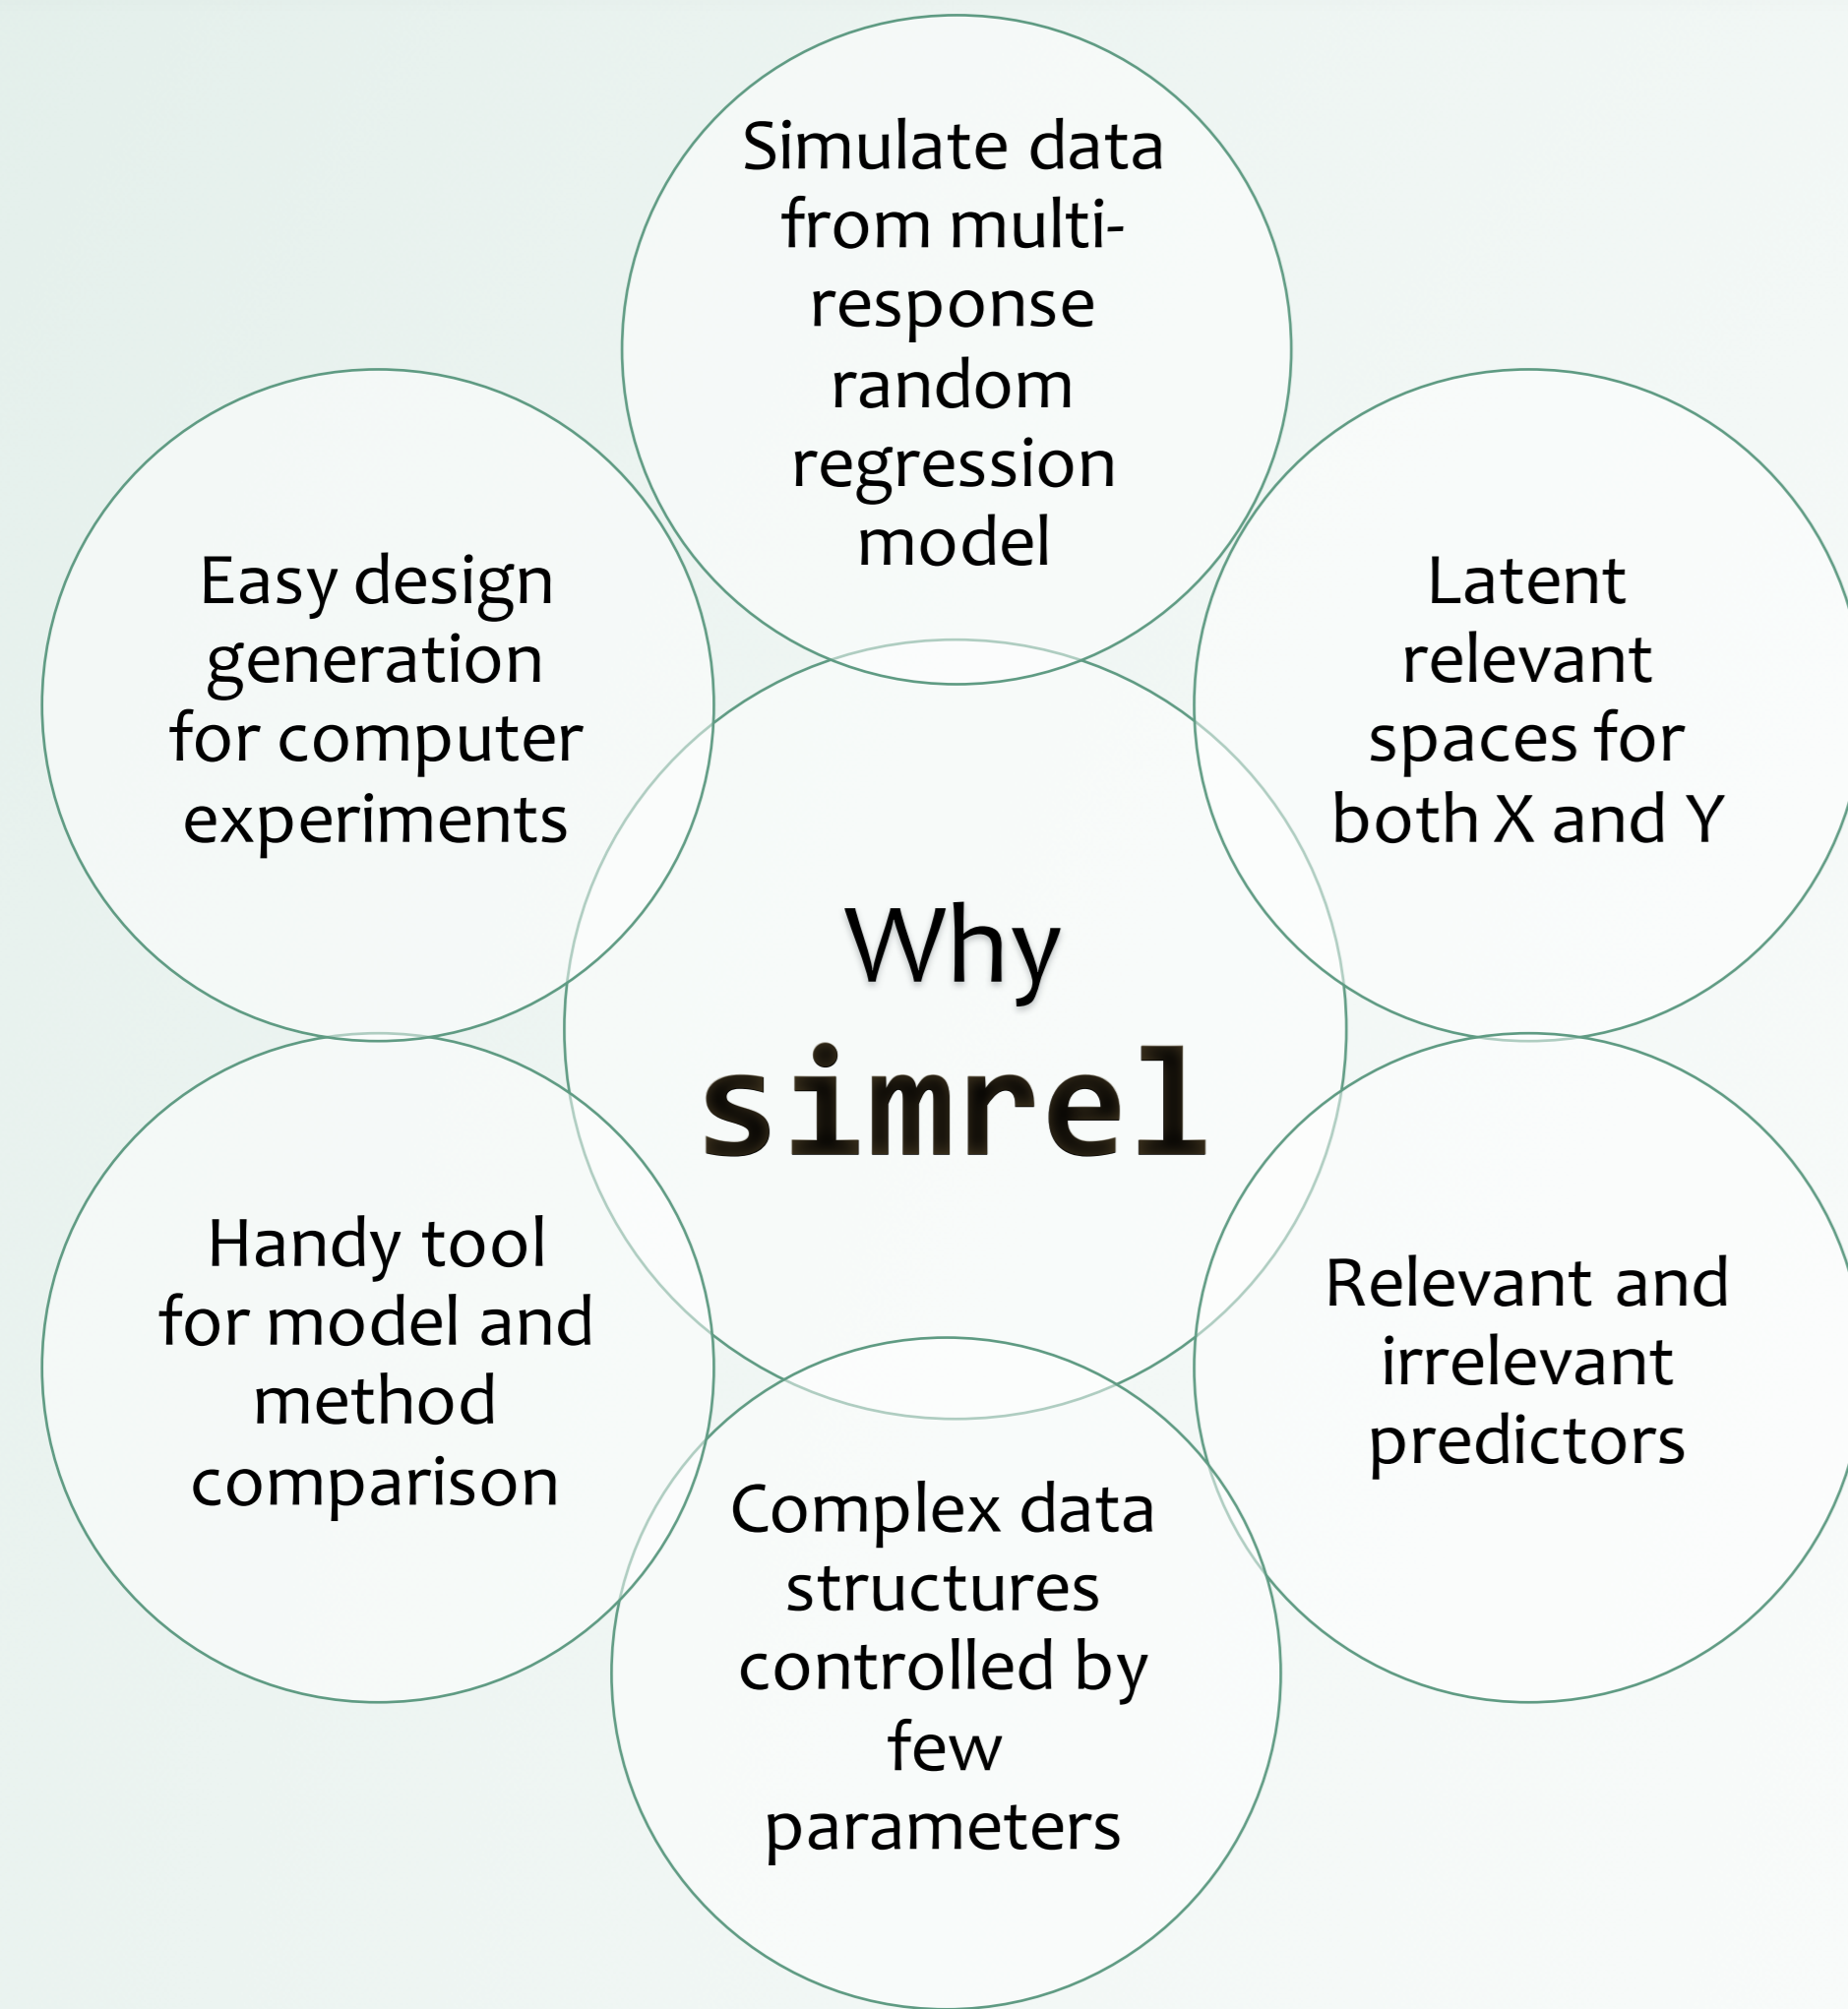 Simulate data
from multi-
response
random
regression
model
Easy design
generation
for computer
experiments
Latent
relevant
spaces for
both X and Y
Why
simrel
Handy tool
for model and
method
comparison
Relevant and
irrelevant
predictors
Complex data
structures
controlled by
few
parameters